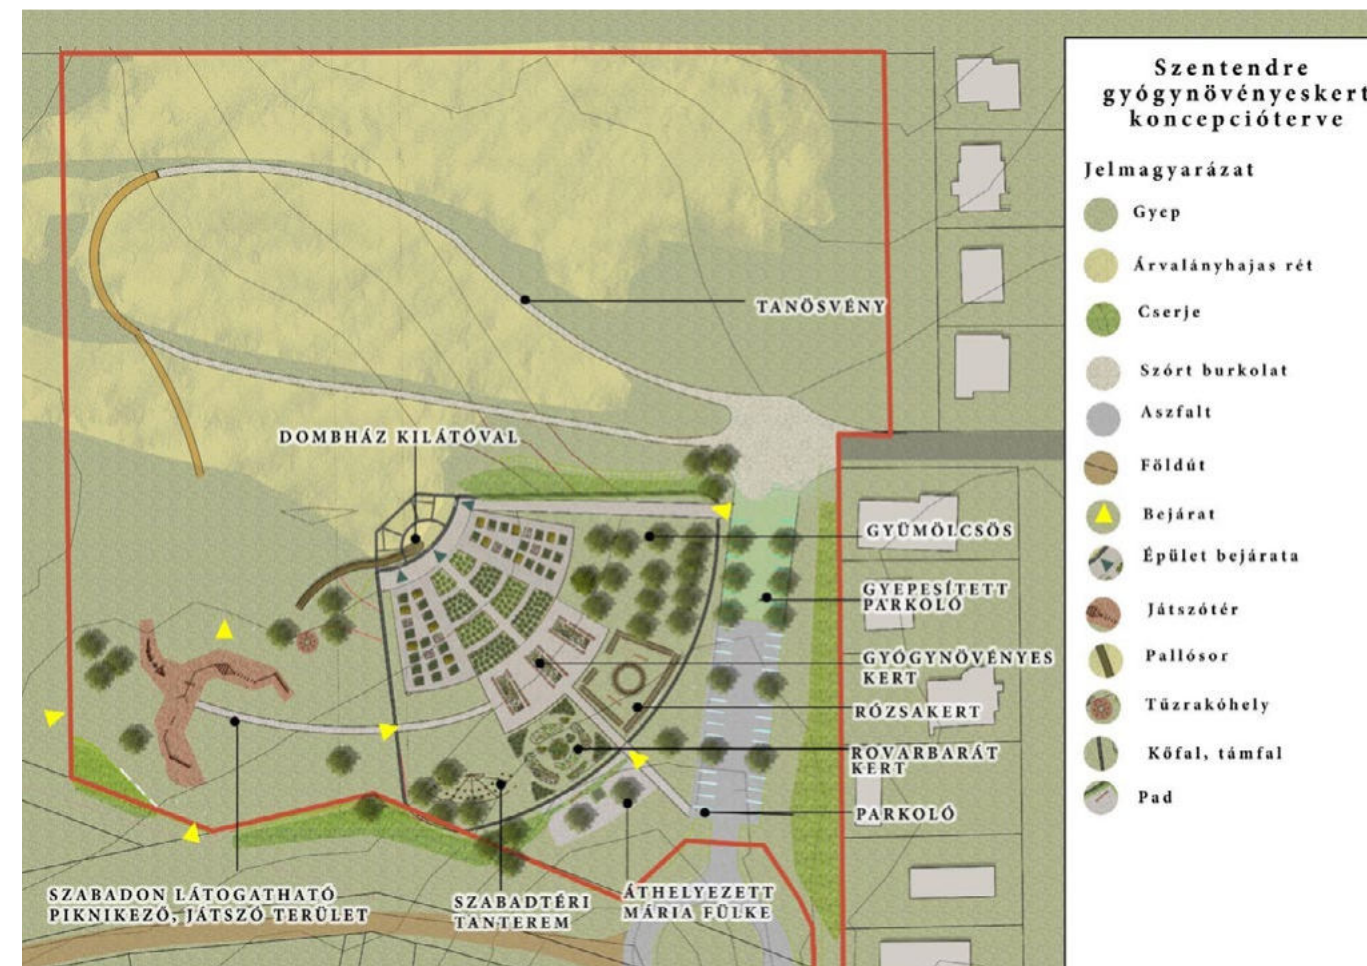 Szentendre
gyógynövényeskert
koncepcióterve
Jelmagyarázat
Gyep
Árvalányhajas rét
Cserje
Szórt burkolat
Aszfalt
Földút
Bejárat
Épület bejárata
Játszótér
Pallósor
Tűzrakóhely
Kőfal, támfal
Pad
TANÖSVÉNY
DOMBHÁZ KILÁTÓVAL
GYÜMÖLCSÖS
GYEPESÍTETT
PARKOLÓ
GYÓGYNÖVÉNYES
KERT
RÓZSAKERT
ROVARBARÁT
KERT
PARKOLÓ
SZABADON LÁTOGATHATÓ
PIKNIKEZŐ, JÁTSZÓ TERÜLET
SZABADTÉRI
TANTEREM
ÁTHELYEZETT
MÁRIA FÜLKE